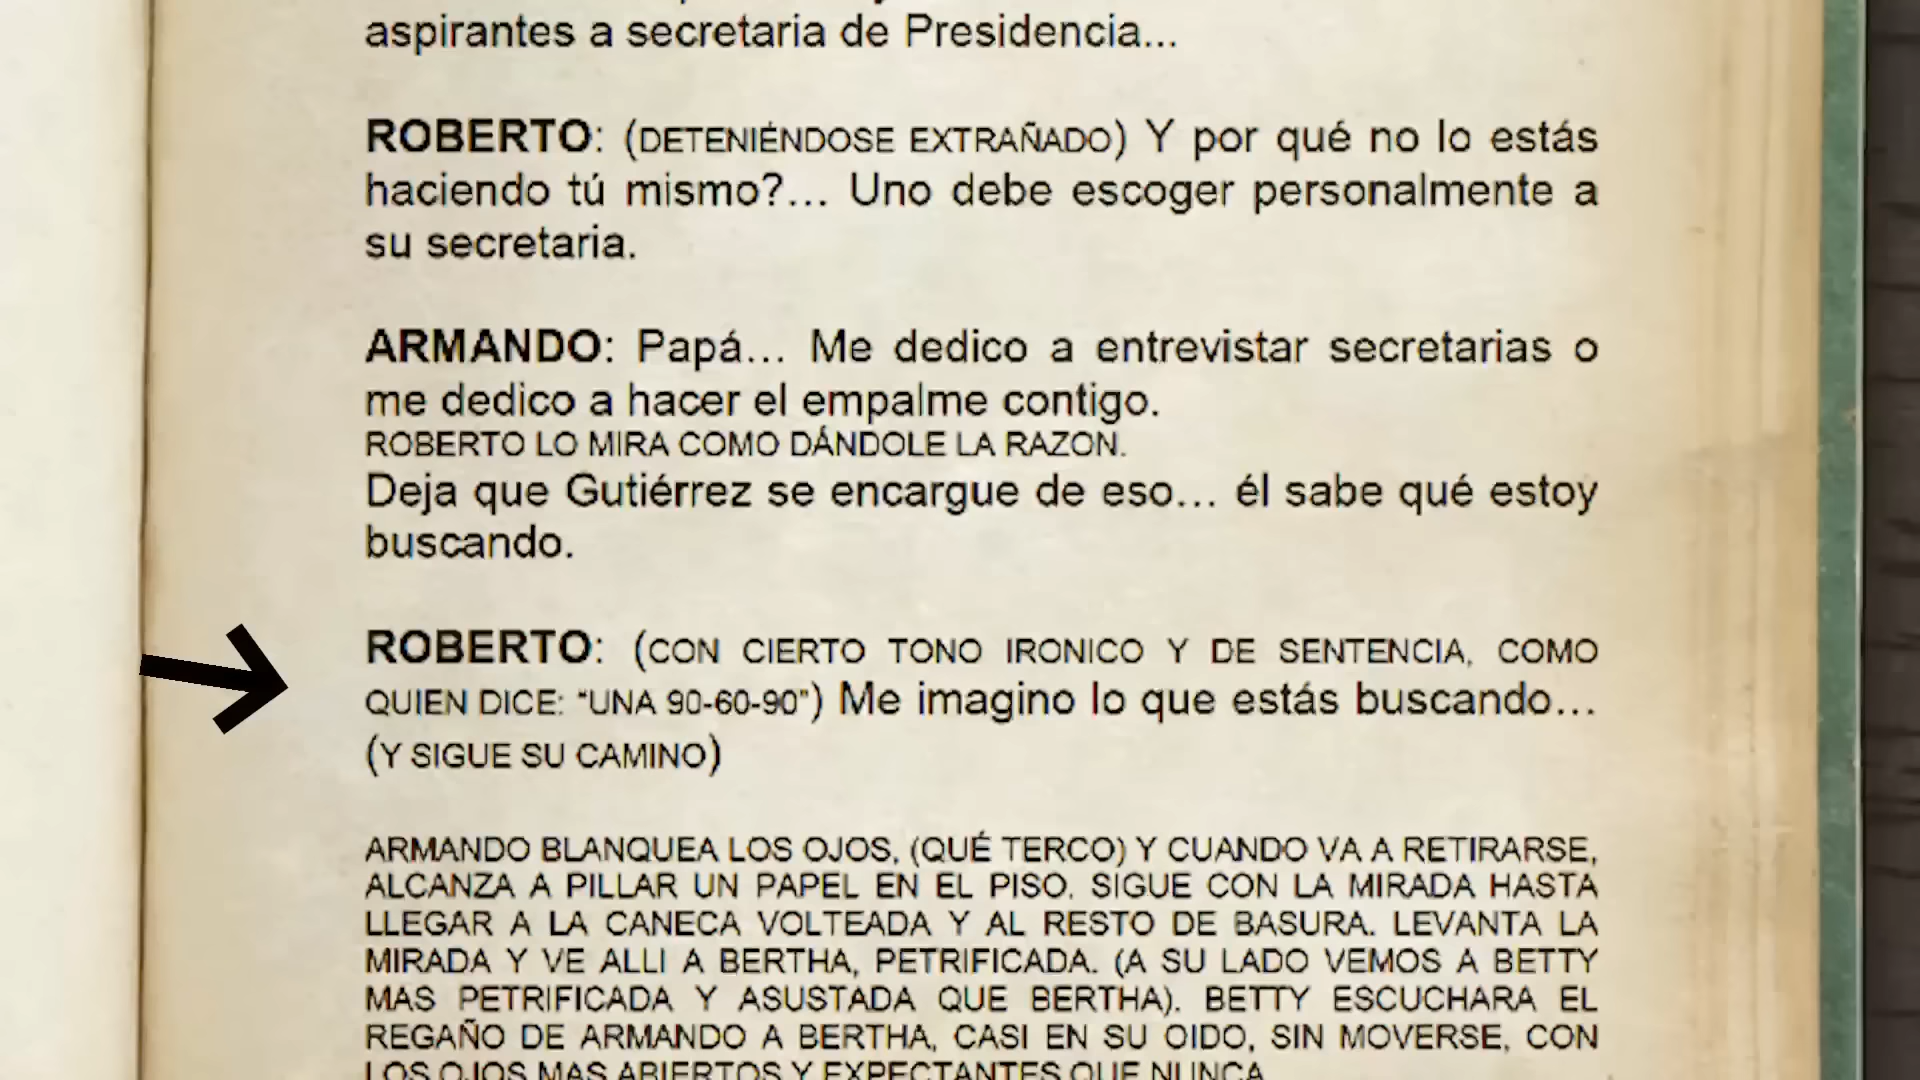 aspirantes a secretaria de Presidencia...
ROBERTO: (DETENIÉNDOSE EXTRAÑADO) Y por qué no lo estás
haciendo tú mismo?... Uno debe escoger personalmente a
su secretaria.
ARMANDO: Papá... Me dedico a entrevistar secretarias o
me dedico a hacer el empalme contigo.
ROBERTO LO MIRA COMO DÁNDOLE LA RAZON.
Deja que Gutiérrez se encargue de eso... él sabe qué estoy
buscando.
ROBERTO: (CON CIERTO TONO IRONICO Y DE SENTENCIA, COMO
QUIEN DICE: “UNA 90-60-90”) Me imagino lo que estás buscando...
(Y SIGUE SU CAMINO)
ARMANDO BLANQUEA LOS OJOS, (QUÉ TERCO) Y CUANDO VA A RETIRARSE,
ALCANZA A PILLAR UN PAPEL EN EL PISO. SIGUE CON LA MIRADA HASTA
LLEGAR A LA CANECA VOLTEADA Y AL RESTO DE BASURA. LEVANTA LA
MIRADA Y VE ALLI A BERTHA, PETRIFICADA. (A SU LADO VEMOS A BETTY
MAS PETRIFICADA Y ASUSTADA QUE BERTHA). BETTY ESCUCHARA EL
REGAÑO DE ARMANDO A BERTHA, CASI EN SU OIDO, SIN MOVERSE, CON
LOS OJOS MAS ABIERTOS Y EXPECTANTES QUE NUNCA.